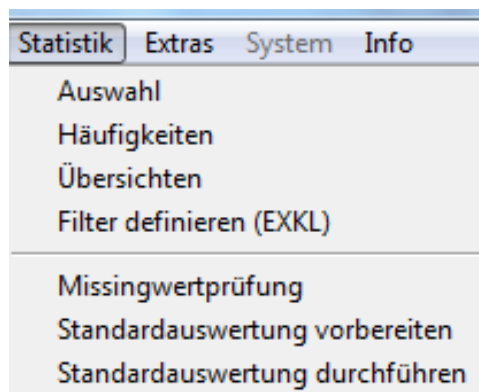 Statistik Extras System Info
Auswahl
Häufigkeiten
Übersichten
Filter definieren (EXKL)
Missingwertprüfung
Standardauswertung vorbereiten
Standardauswertung durchführen